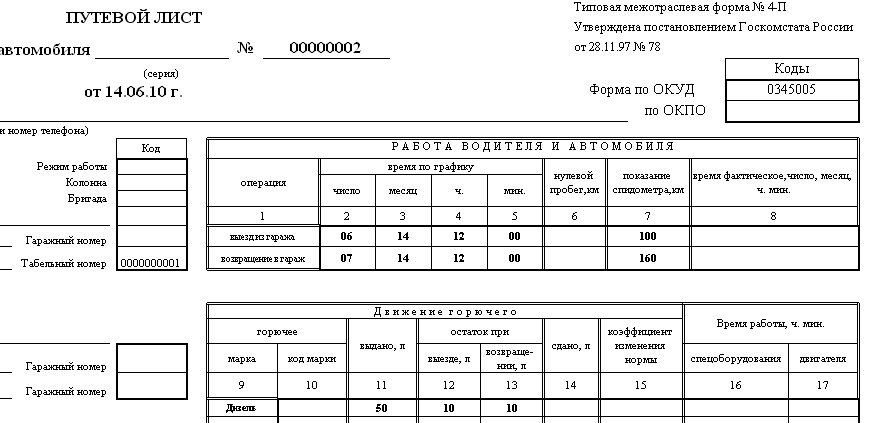 ПУТЕВОЙ ЛИСТ
Типовая межотраслевая форма № 4-П
Утверждена постановлением Госкомстата России
от 28.11.97 № 78
автомобиля № 00000002
(серия)
от 14.06.10 г.
Коды
Форма по ОКУД 0345005
по ОКПО
и номер телефона)
Код
Режим работы
Колонна
Бригада
Гаражный номер
Табельный номер 0000000001
РАБОТА ВОДИТЕЛЯ И АВТОМОБИЛЯ
операция время по графику нулевой пробег,км показание спидометра,км время фактическое,число, месяц, ч. мин.
число месяц ч. мин.
1 2 3 4 5 6 7 8
выезд из гаража 06 14 12 00 100
возвращение в гараж 07 14 12 00 160
Гаражный номер
Гаражный номер
Движение горючего
горючее выдано, л остаток при сдано, л коэффициент изменения нормы Время работы, ч. мин.
марка код марки выезде, л возвраще-нии, л спецоборудования двигателя
9 10 11 12 13 14 15 16 17
Дизель 50 10 10